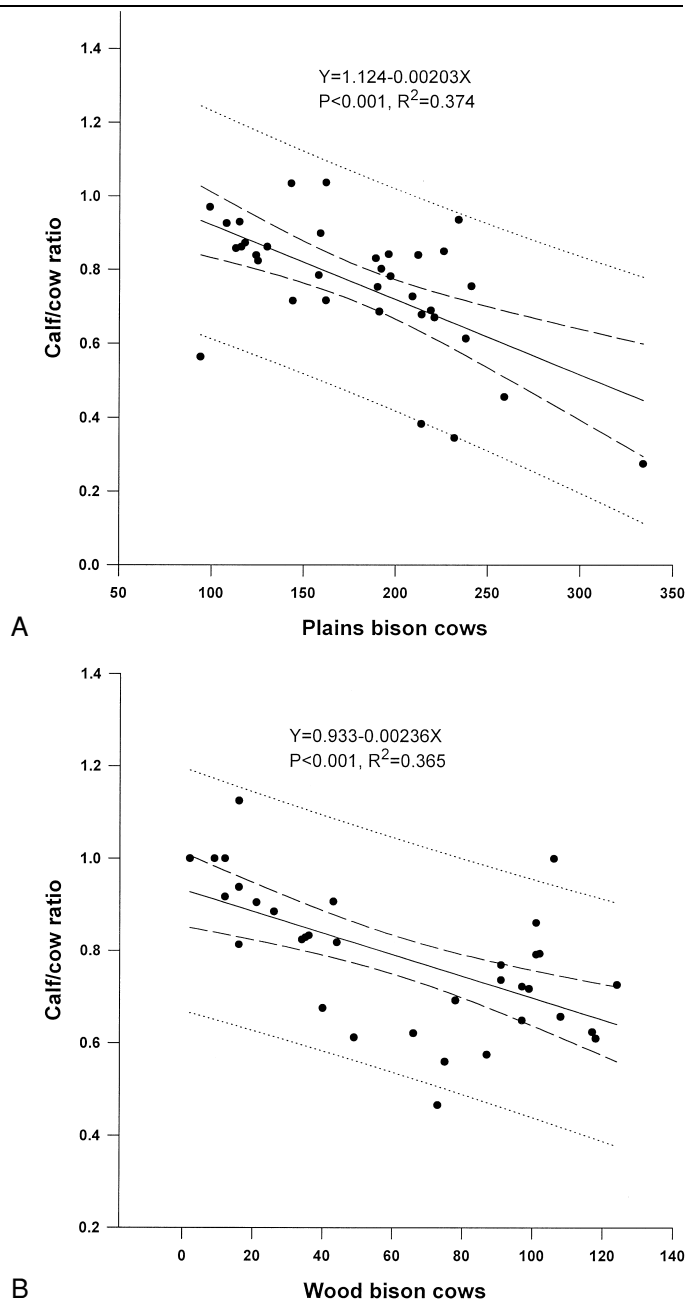 1.4
Y=1.124-0.00203X
P<0.001, R2=0.374
1.2
1.0
Calf/cow ratio
0.8
0.6
0.4
0.2
0.0
50 100 150 200 250 300 350
A
Plains bison cows
1.4
Y=0.933-0.00236X
P<0.001, R2=0.365
1.2
1.0
Calf/cow ratio
0.8
0.6
0.4
0.2
0 20 40 60 80 100 120 140
B
Wood bison cows